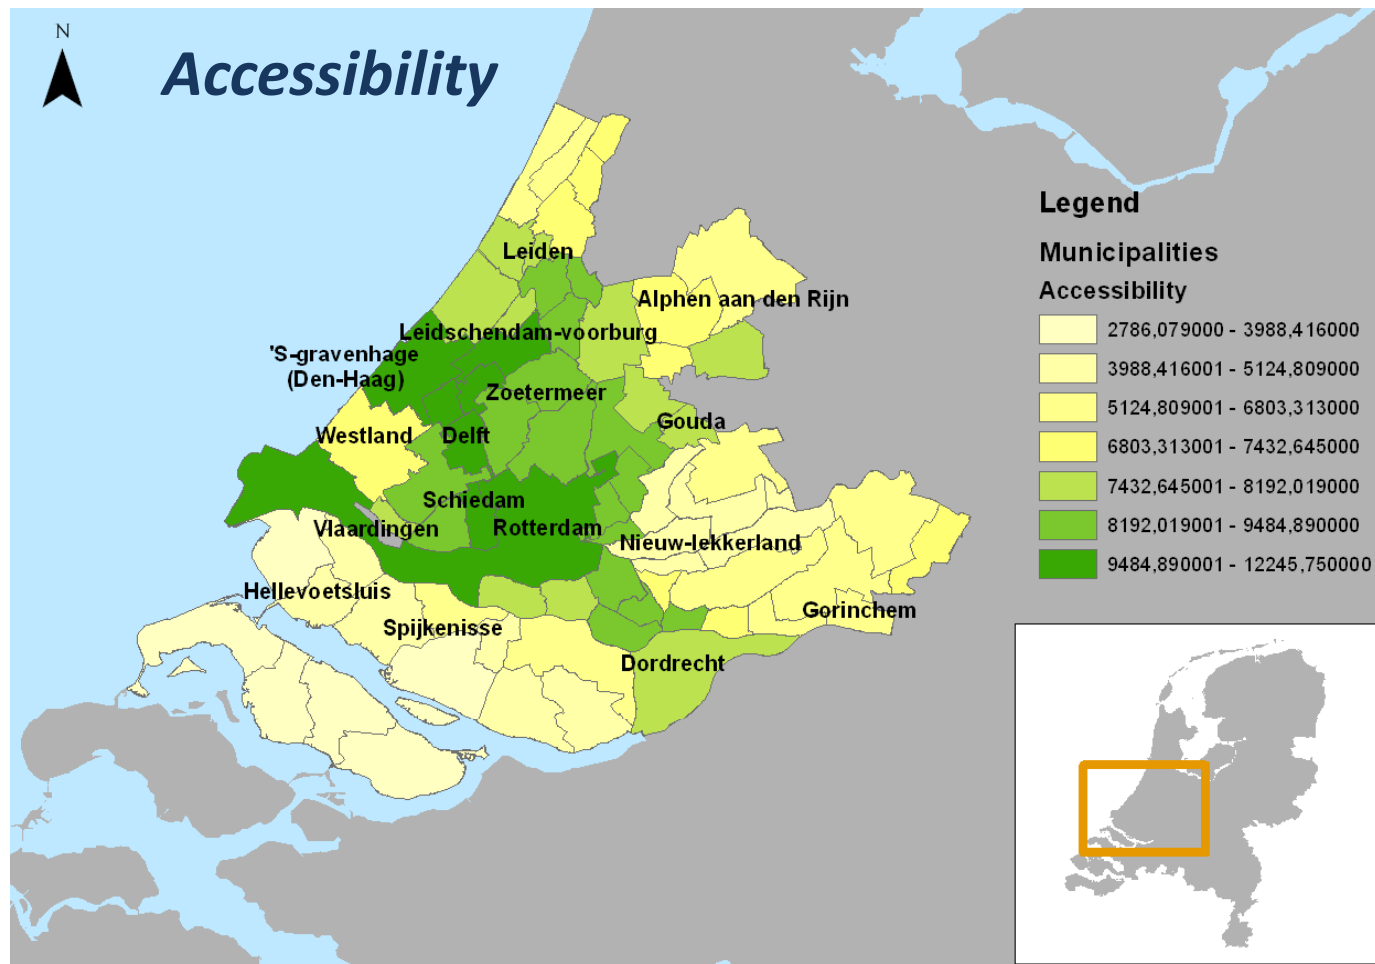 N
Accessibility
Leiden
Alphen aan den Rijn
Leidschendam-voorburg
'S-gravenhage
(Den-Haag)
Zoetermeer
Gouda
Westland
Delft
Schiedam
Vlaardingen
Rotterdam
Nieuw-lekkerland
Hellevoetsluis
Gorinchem
Spijkenisse
Dordrecht
Legend
Municipalities
Accessibility
2786,079000 - 3988,416000
3988,416001 - 5124,809000
5124,809001 - 6803,313000
6803,313001 - 7432,645000
7432,645001 - 8192,019000
8192,019001 - 9484,890000
9484,890001 - 12245,750000